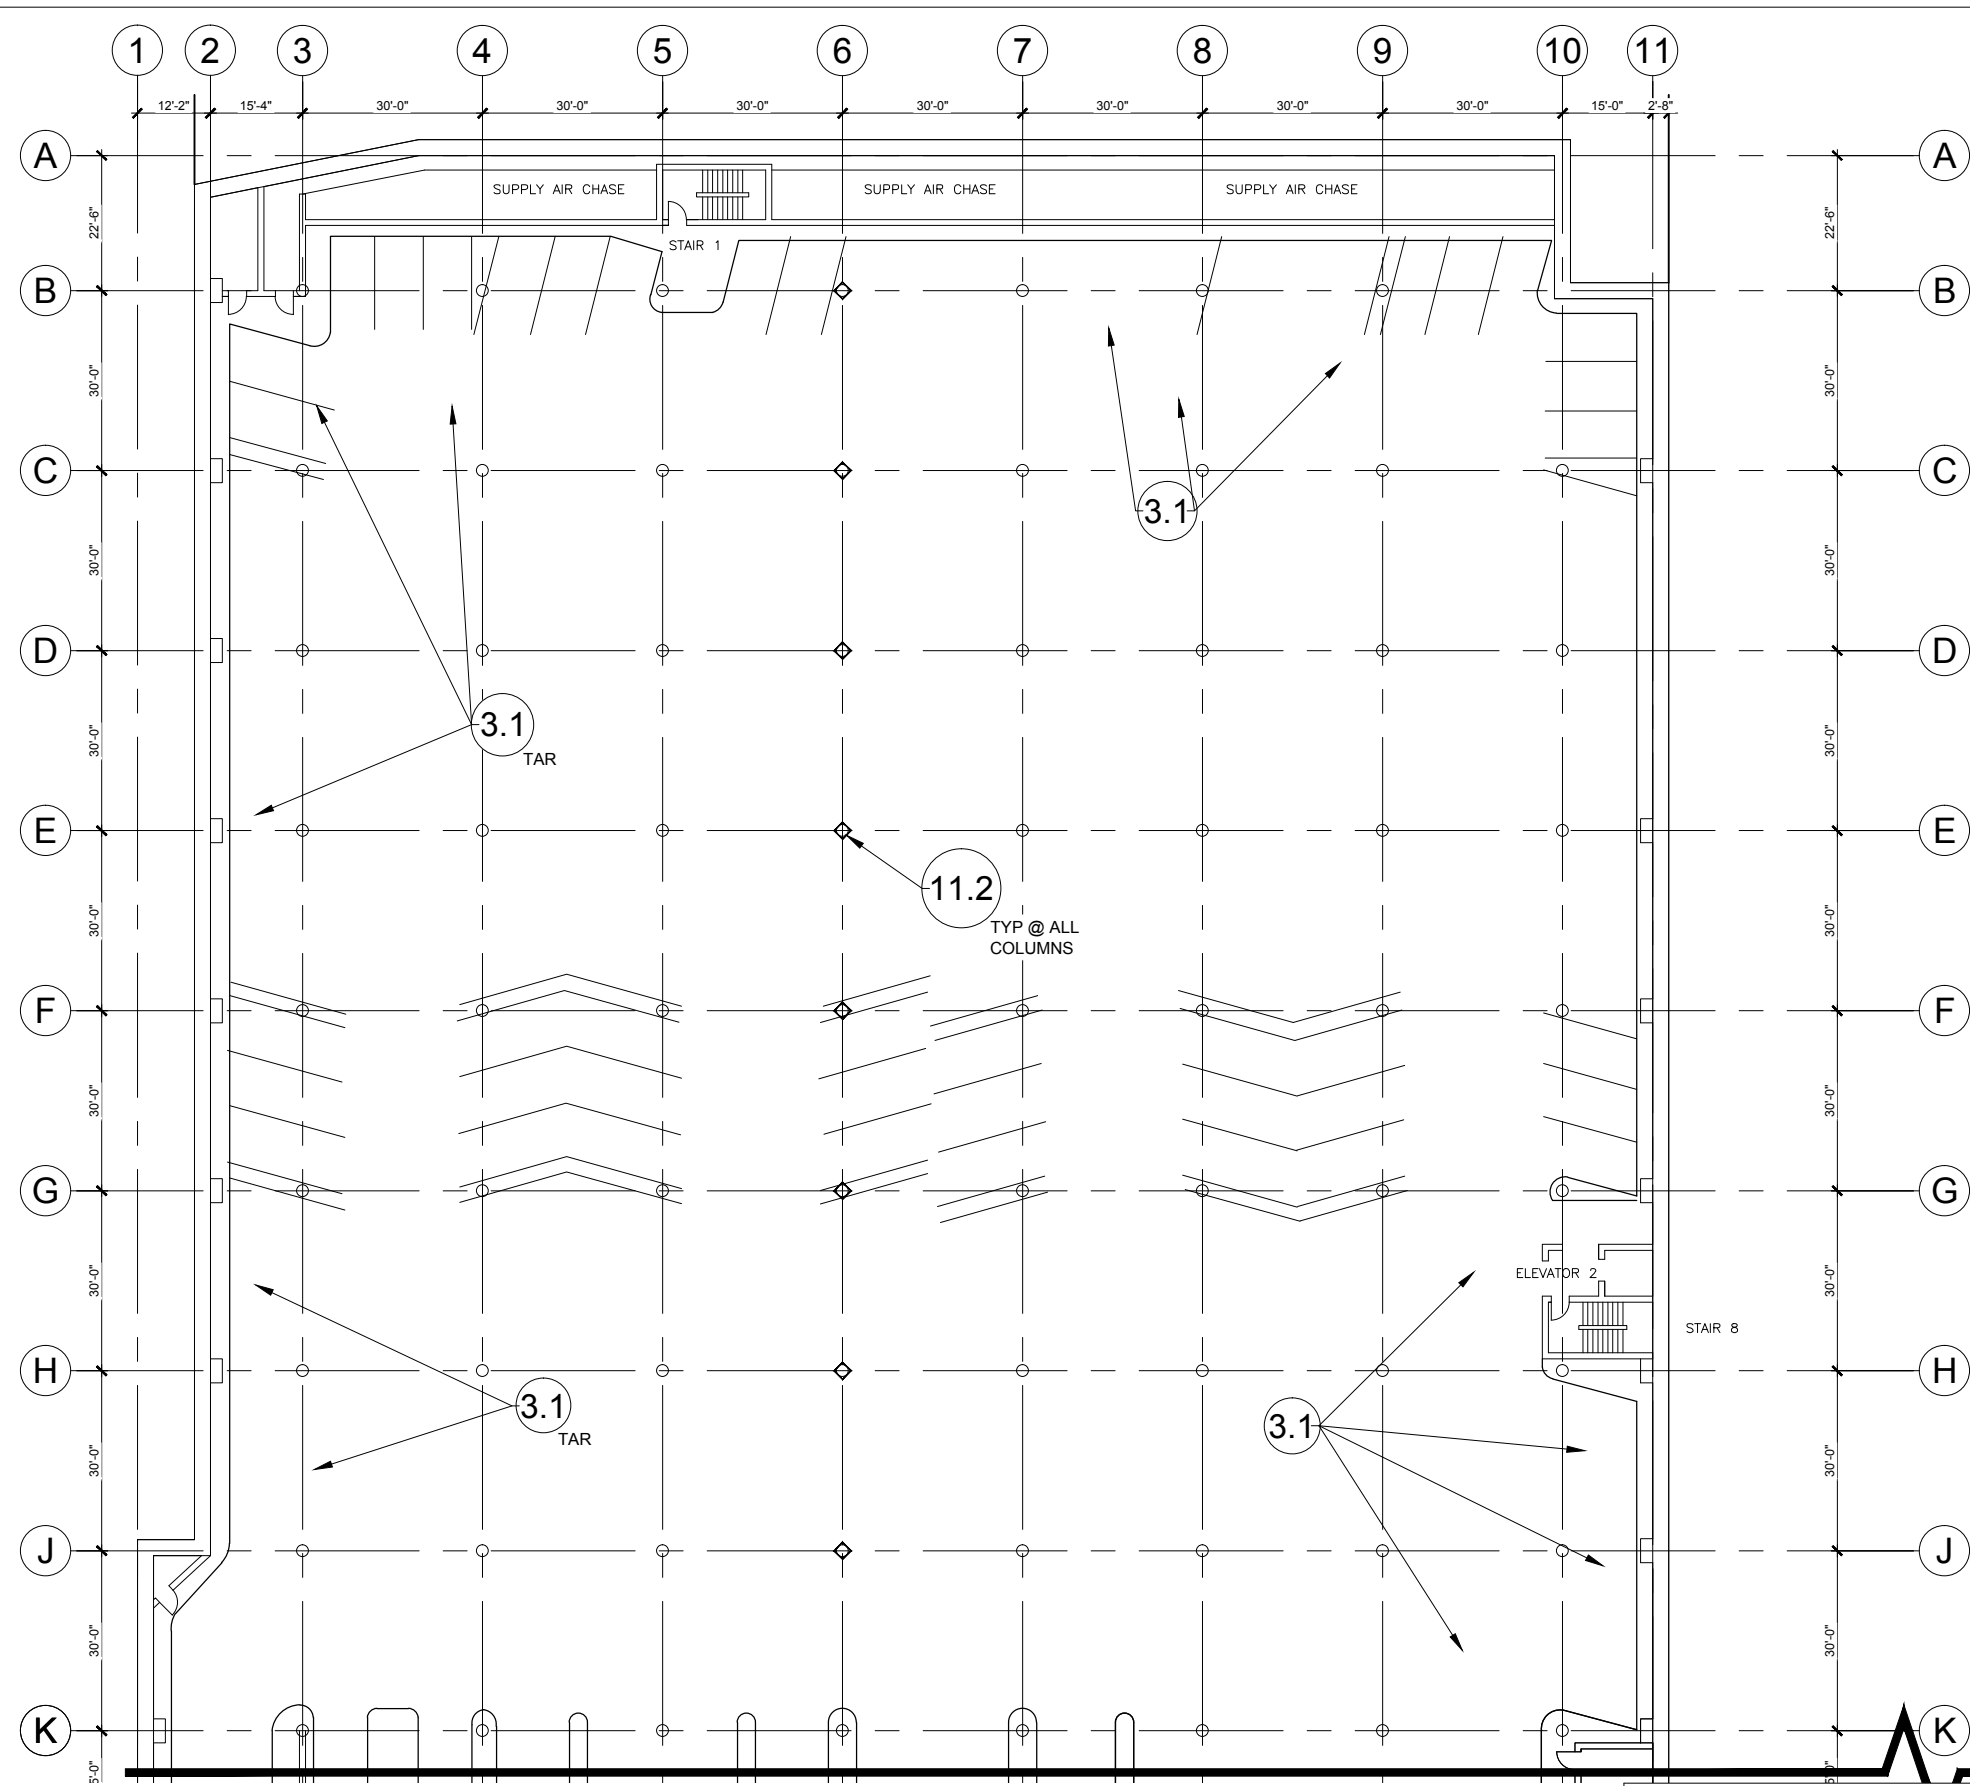 1 2 3 4 5 6 7 8 9 10 11
12'-2" 15'-4" 30'-0" 30'-0" 30'-0" 30'-0" 30'-0" 30'-0" 30'-0" 15'-0" 2'-8"
A A
SUPPLY AIR CHASE SUPPLY AIR CHASE SUPPLY AIR CHASE
22'-6" 22'-6"
STAIR 1
B B
30'-0" 30'-0"
C C
3.1
30'-0" 30'-0"
D D
3.1
30'-0" 30'-0"
TAR
E E
11.2
30'-0" 30'-0"
TYP @ ALL
COLUMNS
F F
30'-0" 30'-0"
G G
ELEVATOR 2
30'-0" 30'-0"
STAIR 8
H H
3.1
3.1
TAR
30'-0" 30'-0"
J J
30'-0" 30'-0"
K K